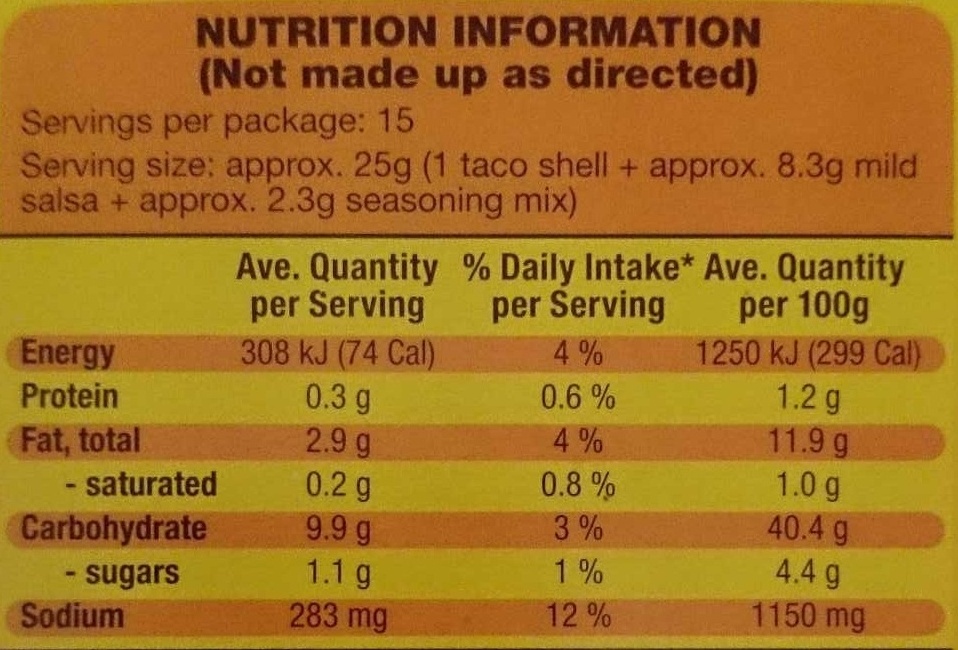 NUTRITION INFORMATION
(Not made up as directed)
Servings per package: 15
Serving size: approx. 25g (1 taco shell + approx. 8.3g mild
salsa + approx. 2.3g seasoning mix)
Ave. Quantity % Daily Intake* Ave. Quantity
per Serving per Serving per 100g
Energy 308 kJ (74 Cal) 4 % 1250 kJ (299 Cal)
Protein 0.3 g 0.6 % 1.2 g
Fat, total 2.9 g 4 % 11.9 g
- saturated 0.2 g 0.8 % 1.0 g
Carbohydrate 9.9 g 3 % 40.4 g
- sugars 1.1 g 1 % 4.4 g
Sodium 283 mg 12 % 1150 mg